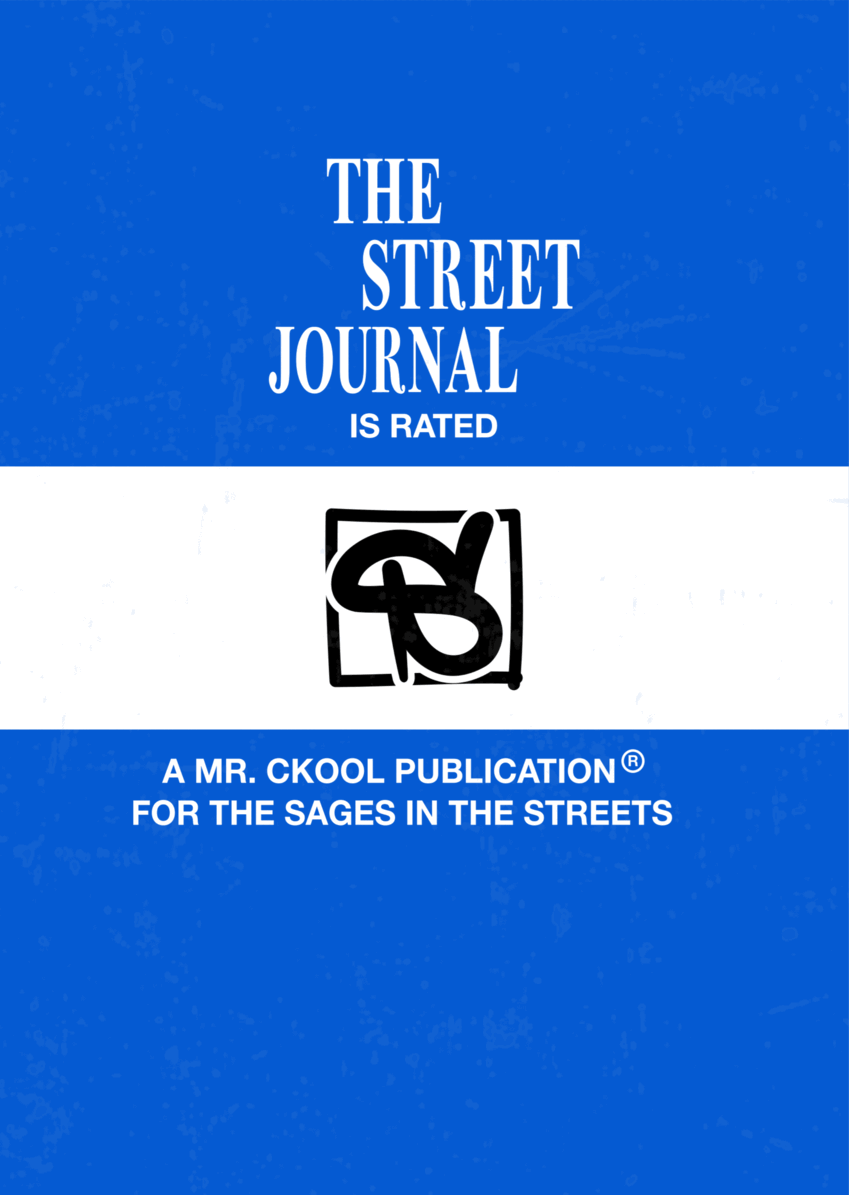 THE
STREET
JOURNAL
IS RATED
A MR. CKOOL PUBLICATION®
FOR THE SAGES IN THE STREETS